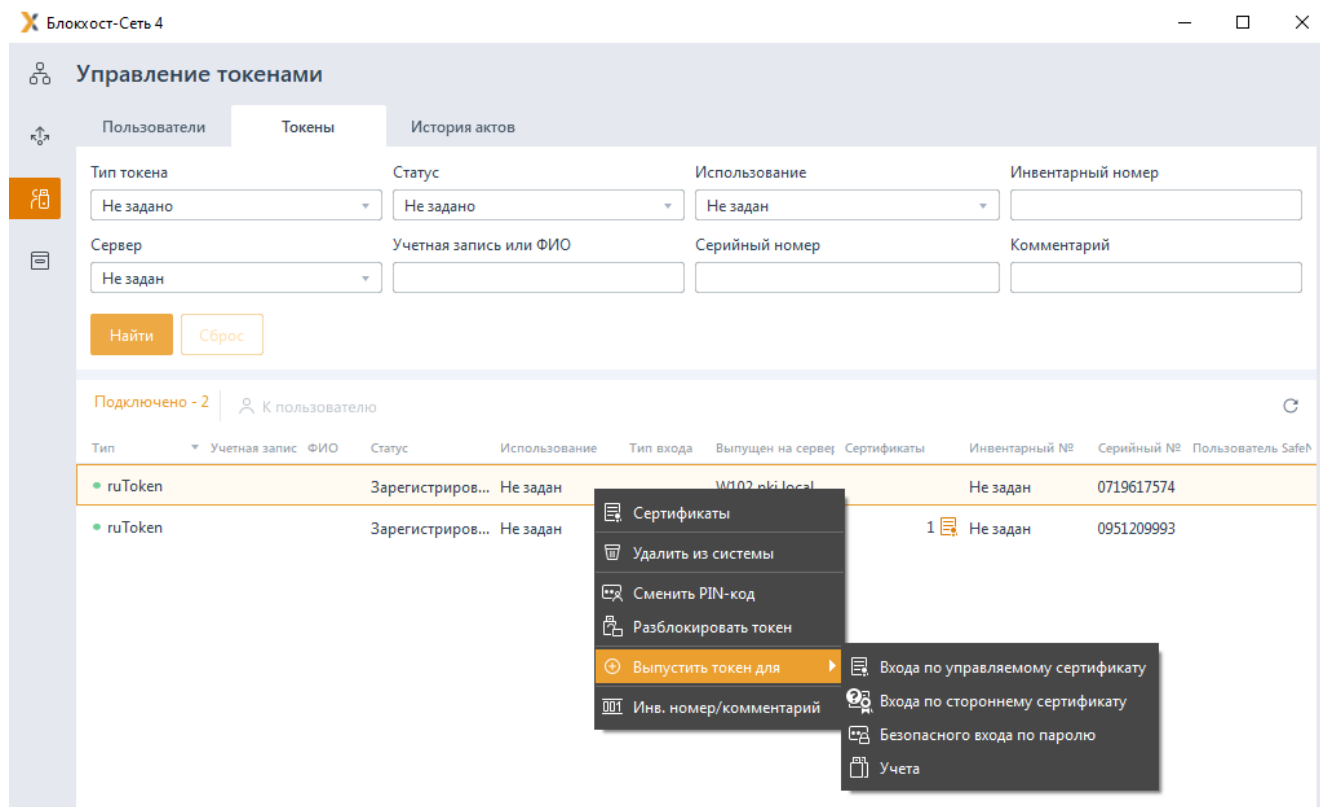 Блокхост-Сеть 4
Управление токенами
Пользователи Токены История актов
Тип токена Статус Использование Инвентарный номер
Не задано Не задано Не задан
Сервер Учетная запись или ФИО Серийный номер Комментарий
Не задан
Найти Сброс
Подключено - 2 К пользователю
Тип Учетная запис ФИО Статус Использование Тип входа Выпущен на сервер Сертификаты Инвентарный № Серийный № Пользователь SafeN
ruToken Зарегистриров... Не задан W102.pki.local Не задан 0719617574
ruToken Зарегистриров... Не задан 1 Не задан 0951209993
Сертификаты
Удалить из системы
Сменить PIN-код
Разблокировать токен
Выпустить токен для
001 Инв. номер/комментарий
Входа по управляемому сертификату
Входа по стороннему сертификату
Безопасного входа по паролю
Учета